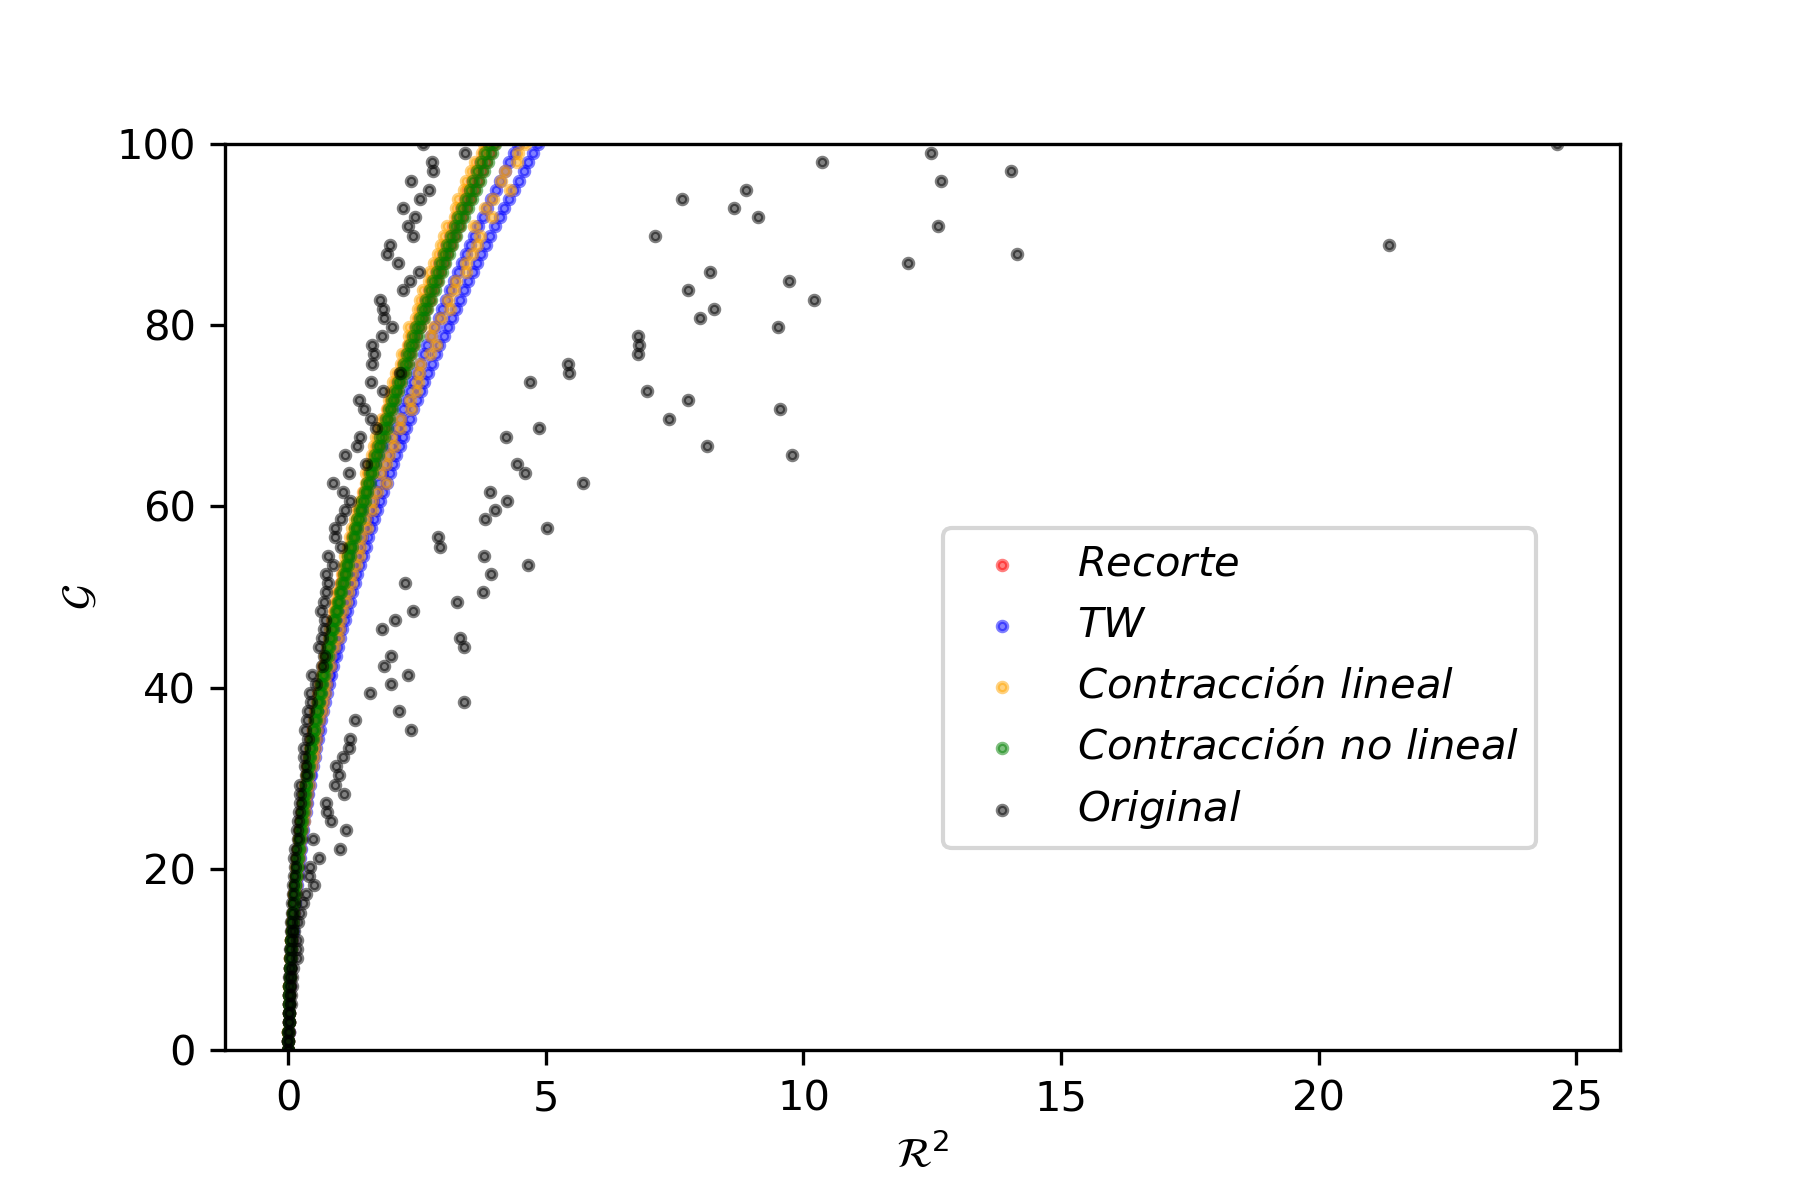 100
80
60
40
20
0
𝒢
Recorte
TW
Contracción lineal
Contracción no lineal
Original
0 5 10 15 20 25
ℛ²